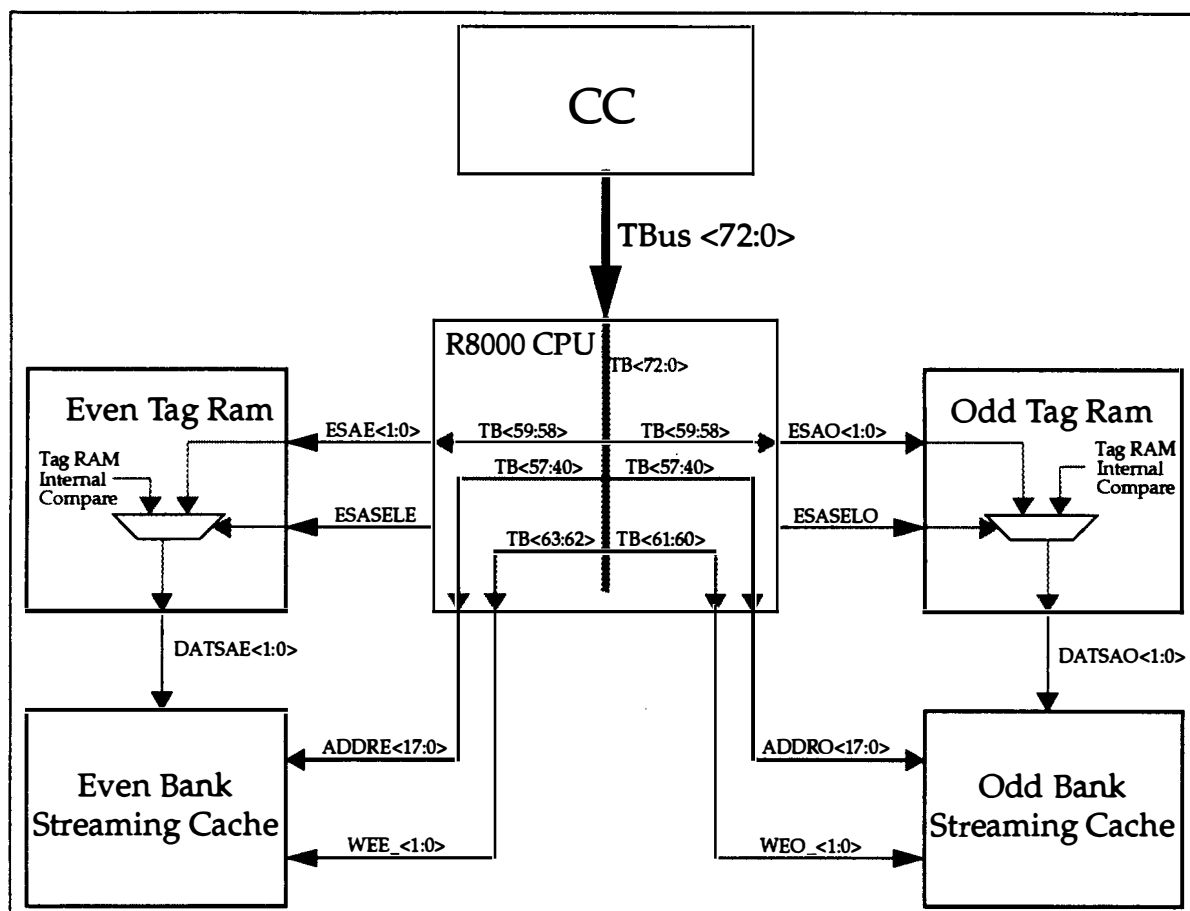 CC
TBus <72:0>
R8000 CPU
TB<72:0>
Even Tag Ram
Odd Tag Ram
ESAE<1:0>
TB<59:58>
TB<59:58>
ESAO<1:0>
Tag RAM
Internal
Compare
Tag RAM
Internal
Compare
TB<57:40>
TB<57:40>
ESASELE
ESASELO
TB<63:62>
TB<61:60>
DATSAE<1:0>
DATSAO<1:0>
ADDRE<17:0>
ADDRO<17:0>
Even Bank
Streaming Cache
Odd Bank
Streaming Cache
WEE_<1:0>
WEO_<1:0>